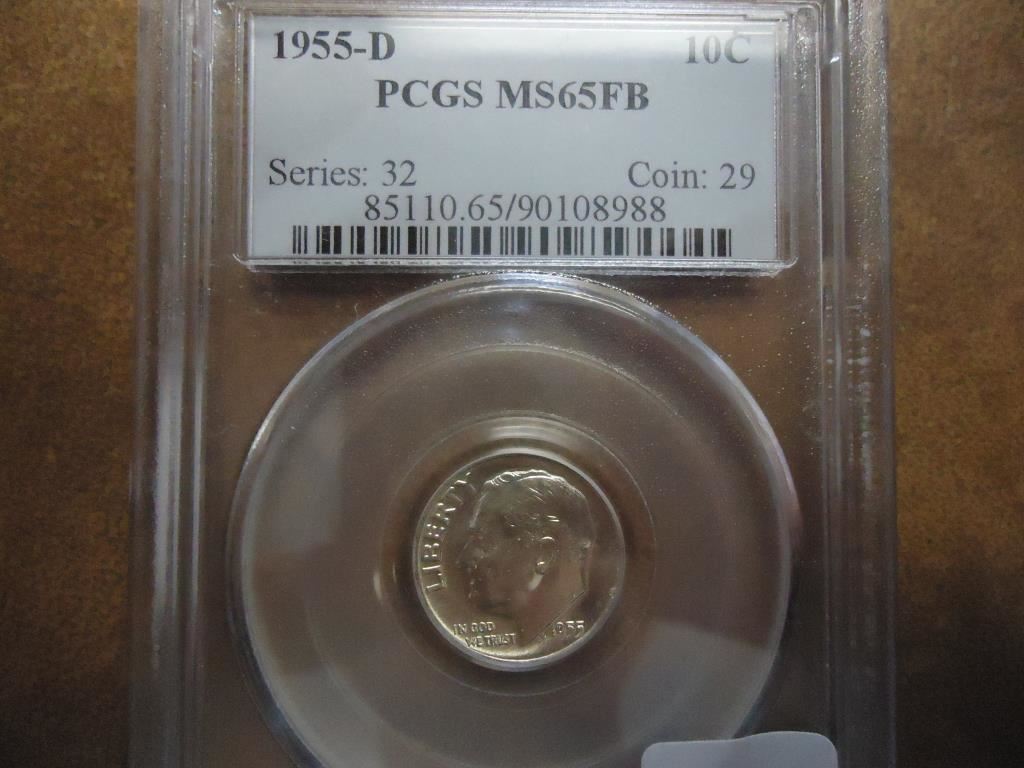 1955-D 10C
PCGS MS65FB
Series: 32 Coin: 29
85110.65/90108988
LIBERTY
IN GOD
WE TRUST
1955